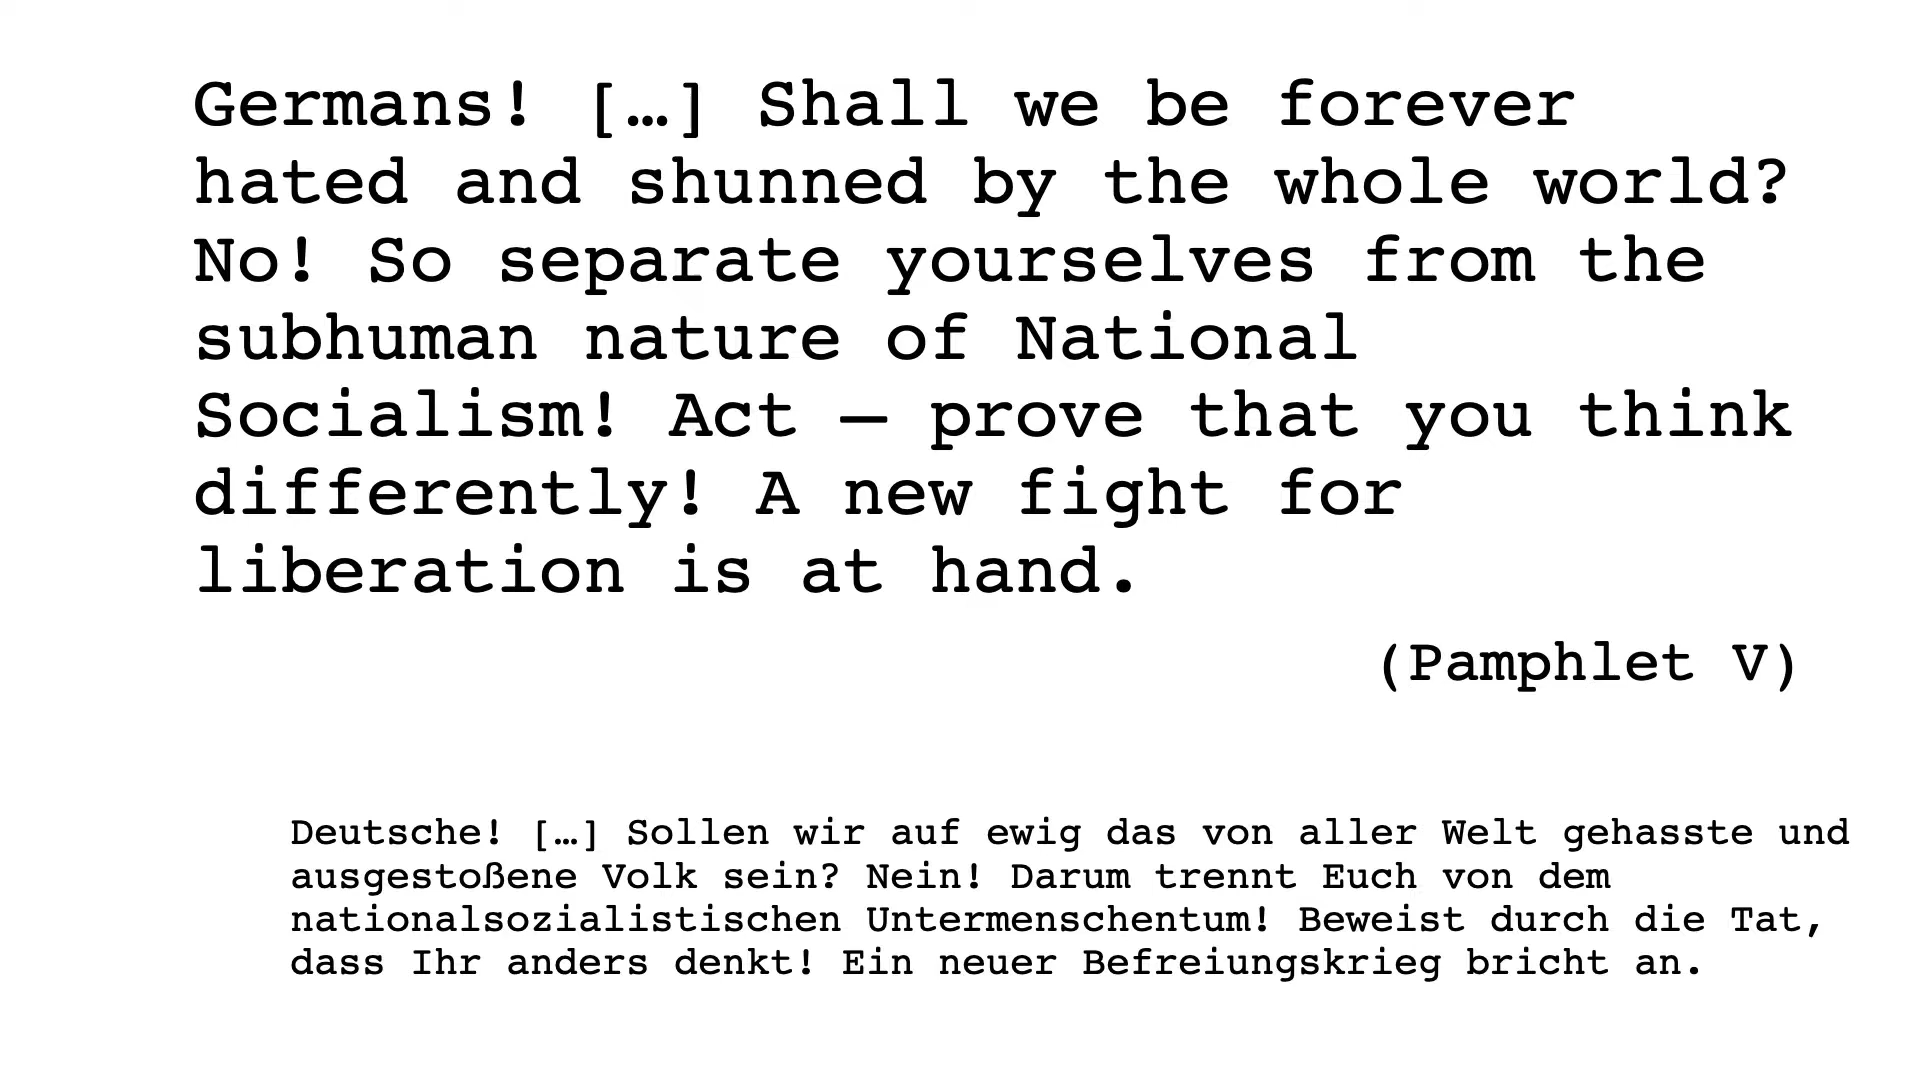 Germans! […] Shall we be forever
hated and shunned by the whole world?
No! So separate yourselves from the
subhuman nature of National
Socialism! Act — prove that you think
differently! A new fight for
liberation is at hand.
(Pamphlet V)
Deutsche! […] Sollen wir auf ewig das von aller Welt gehasste und
ausgestoßene Volk sein? Nein! Darum trennt Euch von dem
nationalsozialistischen Untermenschentum! Beweist durch die Tat,
dass Ihr anders denkt! Ein neuer Befreiungskrieg bricht an.